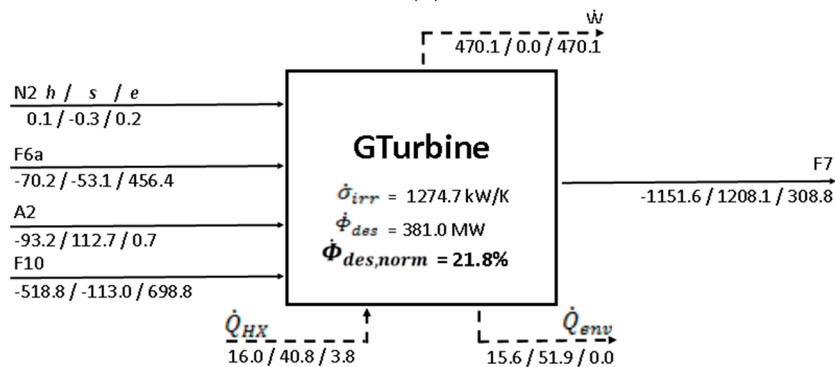 Ẇ
470.1 / 0.0 / 470.1
N2 h / s / e
0.1 / -0.3 / 0.2
F6a
-70.2 / -53.1 / 456.4
A2
-93.2 / 112.7 / 0.7
F10
-518.8 / -113.0 / 698.8
GTurbine
σ̇irr = 1274.7 kW/K
Φ̇des = 381.0 MW
Φ̇des,norm = 21.8%
F7
-1151.6 / 1208.1 / 308.8
Q̇HX
16.0 / 40.8 / 3.8
Q̇env
15.6 / 51.9 / 0.0